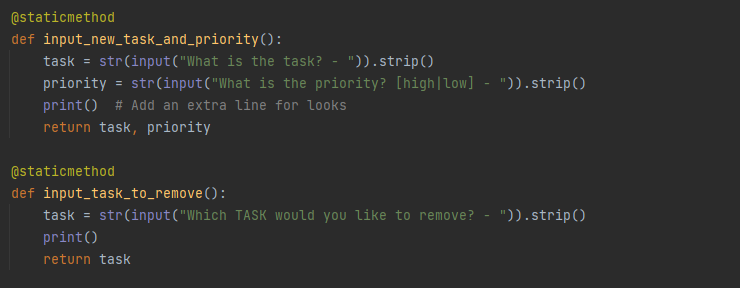 @staticmethod
def input_new_task_and_priority():
    task = str(input("What is the task? - ")).strip()
    priority = str(input("What is the priority? [high|low] - ")).strip()
    print()  # Add an extra line for looks
    return task, priority

@staticmethod
def input_task_to_remove():
    task = str(input("Which TASK would you like to remove? - ")).strip()
    print()
    return task